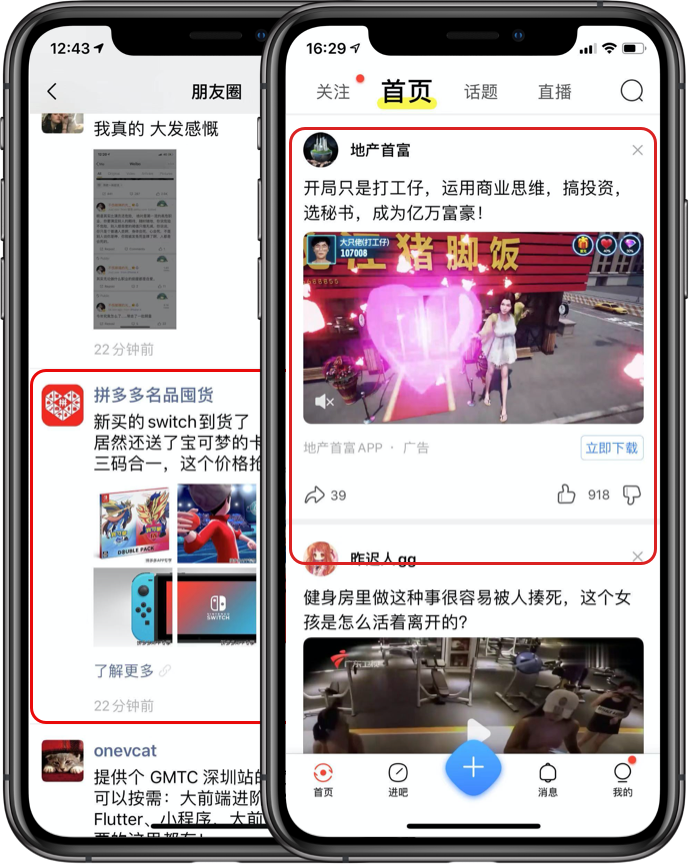 12:43
朋友圈
我真的 大发感慨
22分钟前
拼多多名品囤货
新买的switch到货了
居然还送了宝可梦的卡
三码合一，这个价格抢
DOUBLE PACK
NINTENDO
SWITCH
了解更多
22分钟前
onevcat
提供个 GMTC 深圳站的
可以按需：大前端进阶
Flutter、小程序，大前
要的这里都有！
16:29
关注
首页
话题
直播
地产首富
开局只是打工仔，运用商业思维，搞投资，
选秘书，成为亿万富豪！
大只佬(打工仔)
107008
猪脚饭
地产首富APP · 广告
立即下载
39
918
昨迟人gg
健身房里做这种事很容易被人揍死，这个女
孩是怎么活着离开的?
首页
进吧
消息
我的